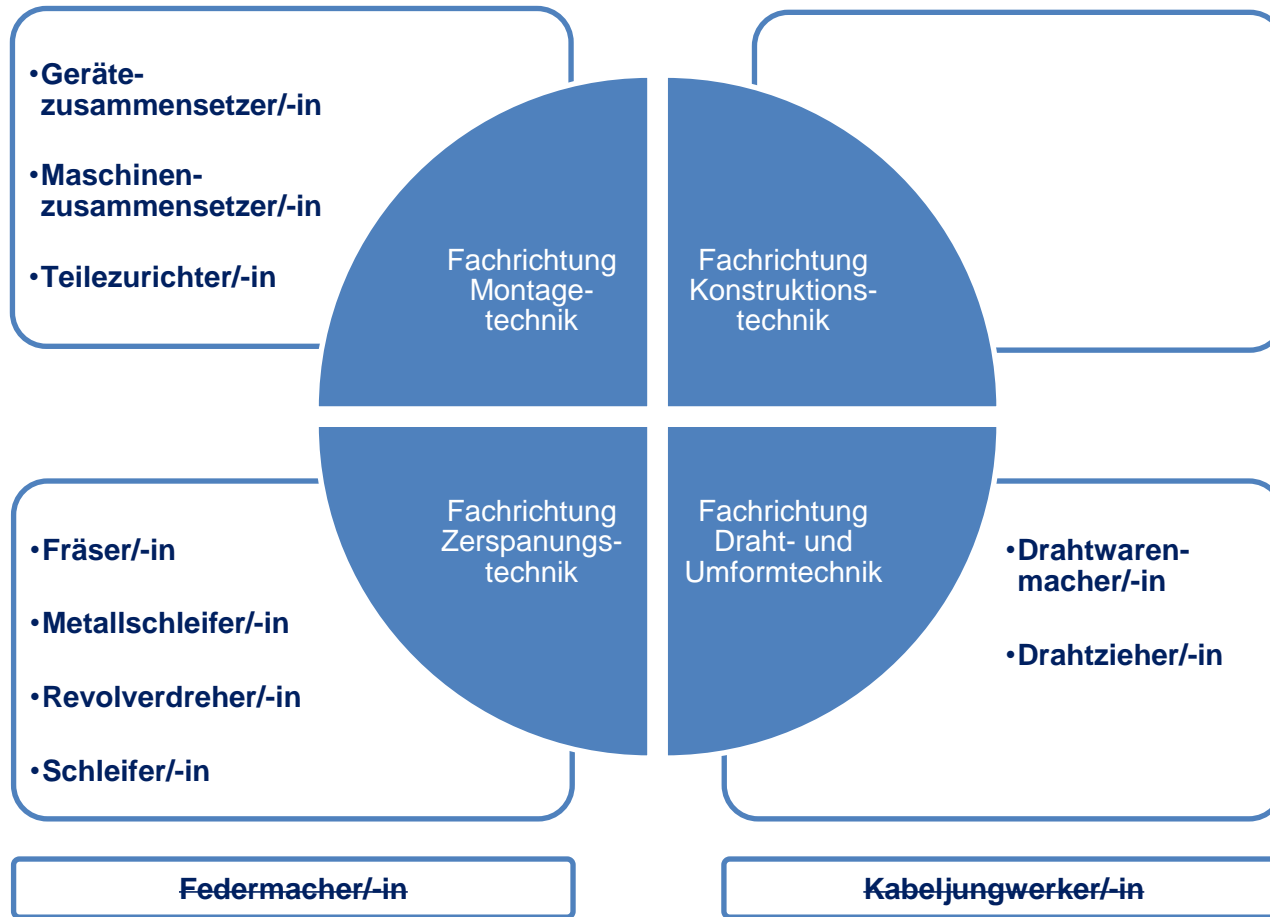 •Geräte-
zusammensetzer/-in
•Maschinen-
zusammensetzer/-in
•Teilezurichter/-in
Fachrichtung
Montage-
technik
Fachrichtung
Konstruktions-
technik
•Fräser/-in
•Metallschleifer/-in
•Revolverdreher/-in
•Schleifer/-in
Fachrichtung
Zerspanungs-
technik
Fachrichtung
Draht- und
Umformtechnik
•Drahtwaren-
macher/-in
•Drahtzieher/-in
Federmacher/-in
Kabeljungwerker/-in